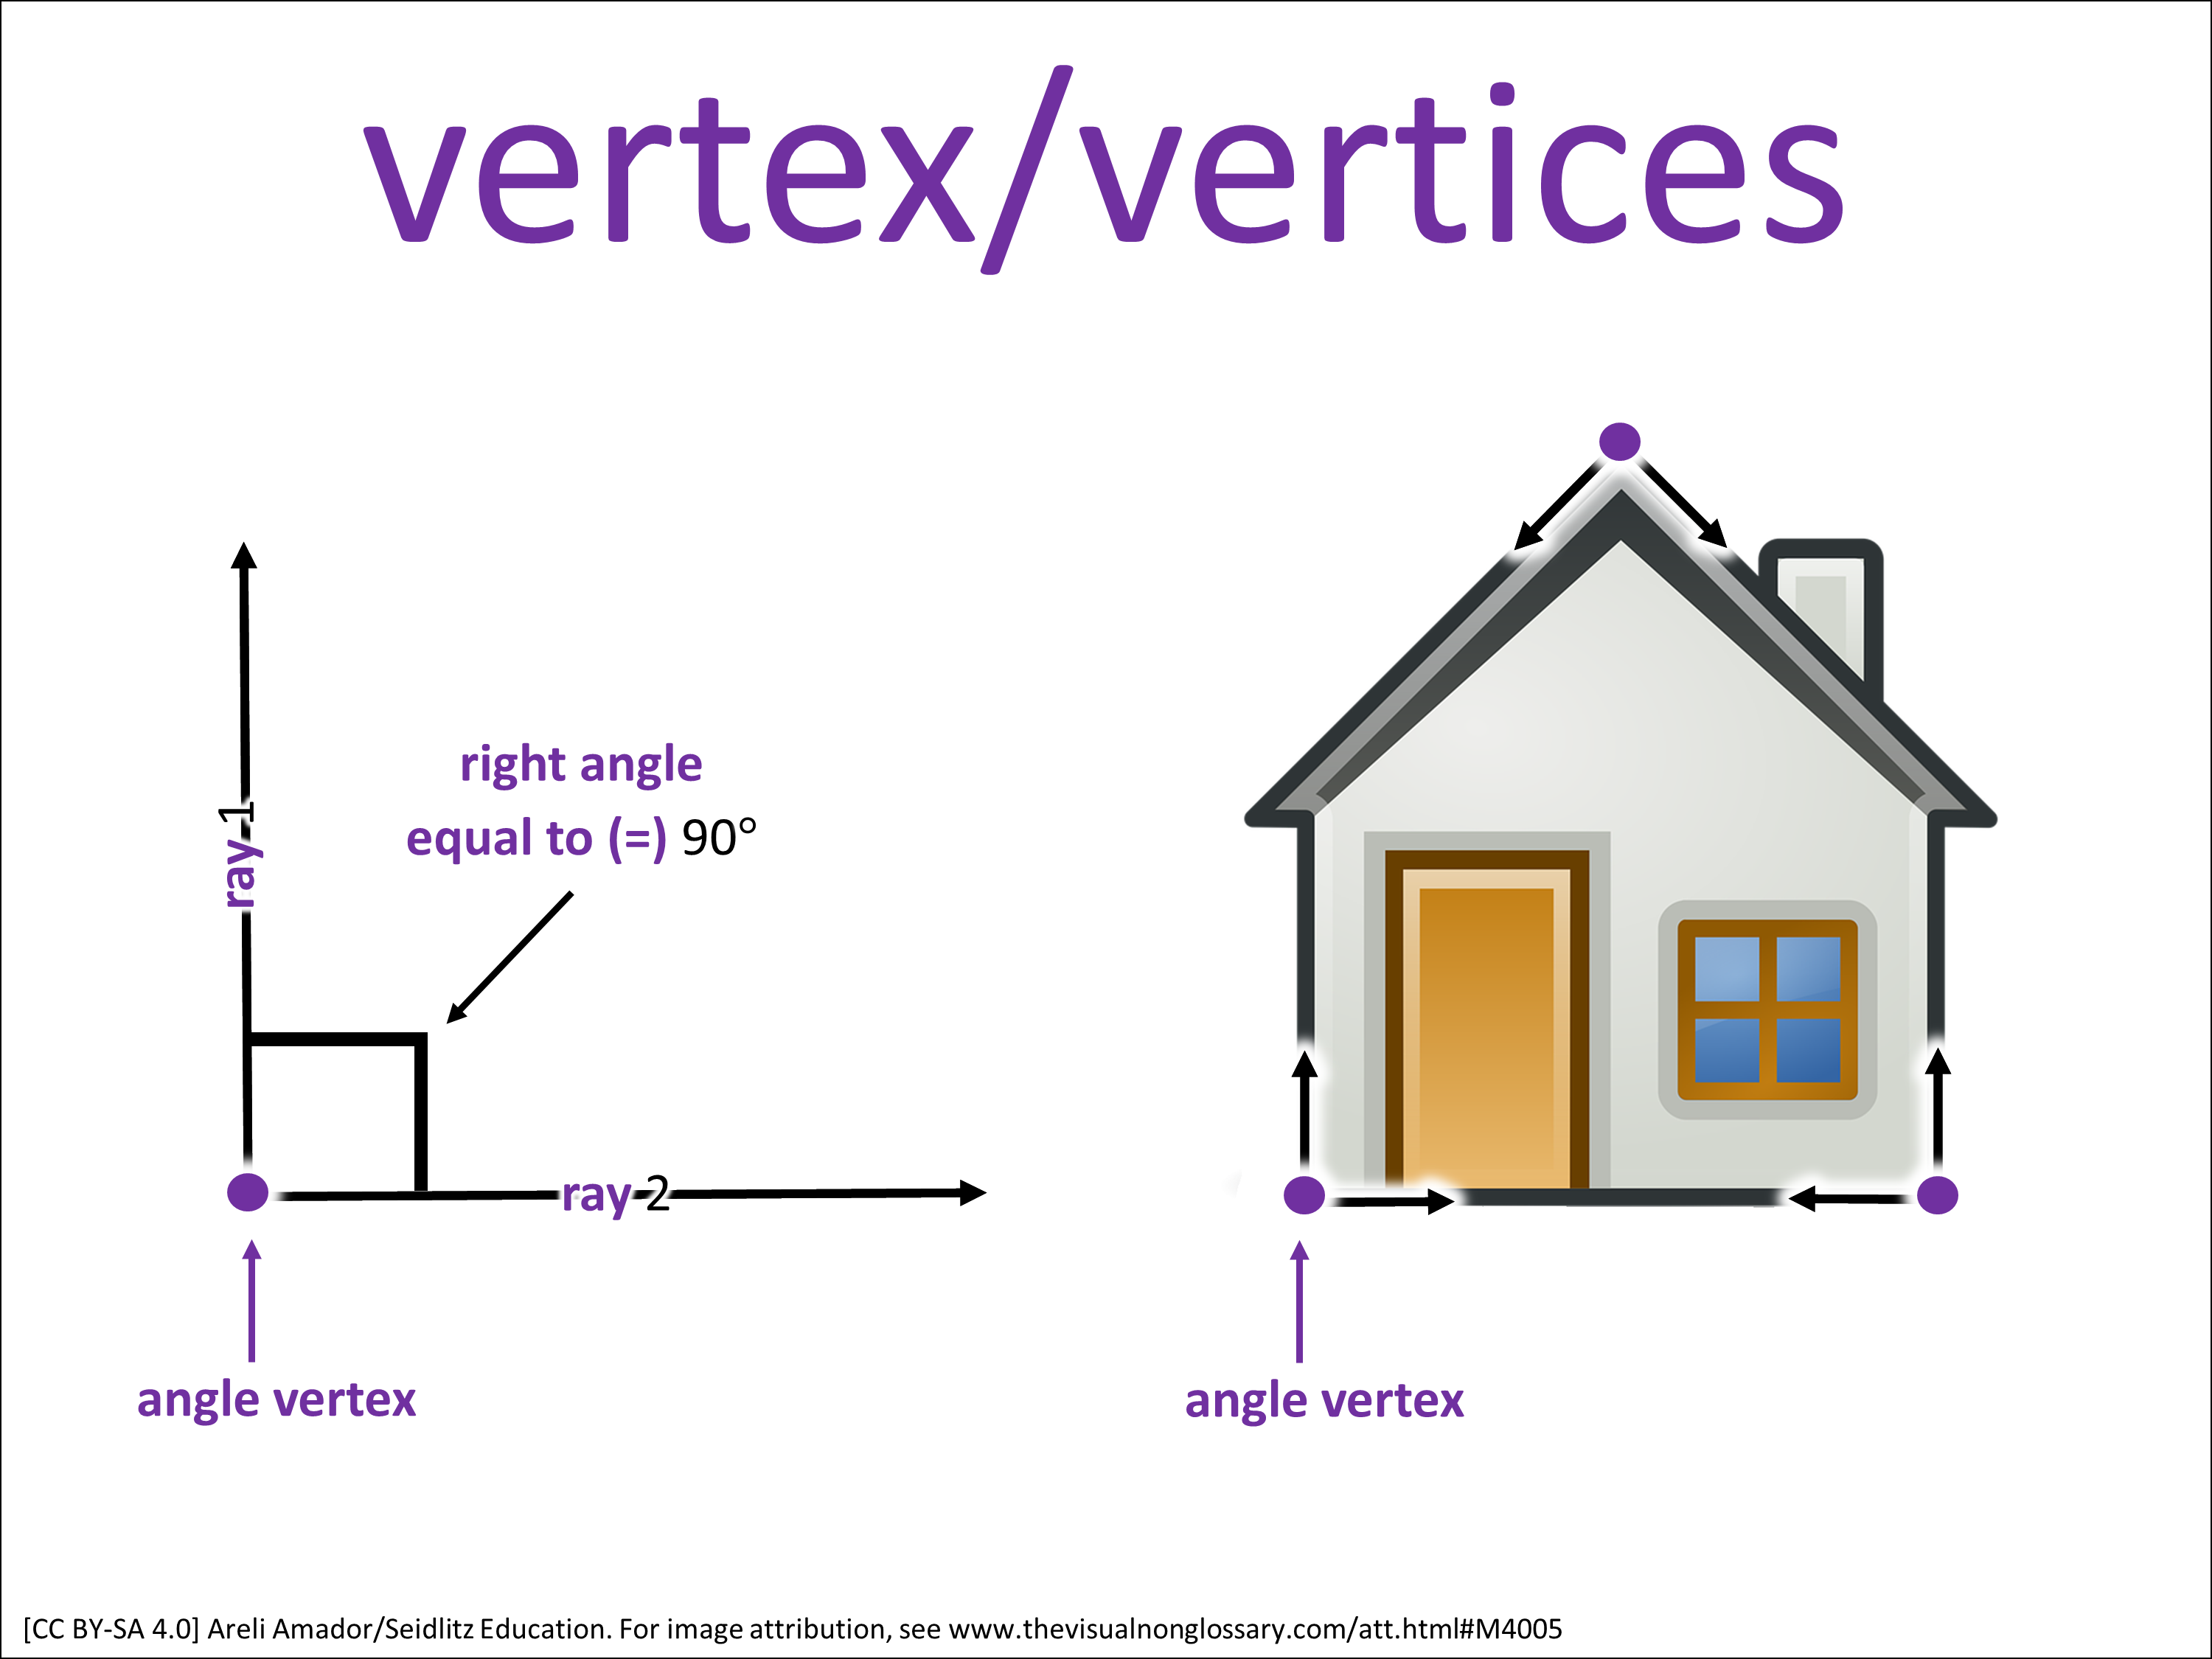 vertex/vertices
right angle
equal to (=) 90°
ray 1
ray 2
angle vertex
angle vertex
[CC BY-SA 4.0] Areli Amador/Seidlitz Education. For image attribution, see www.thevisualnonglossary.com/att.html#M4005